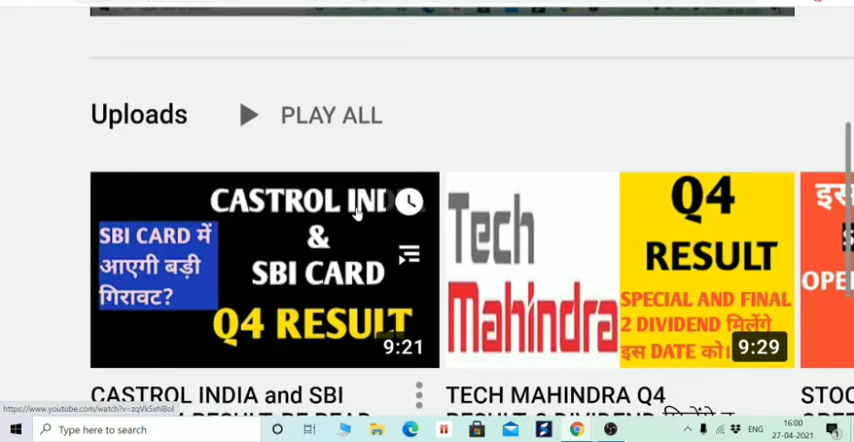 Uploads
PLAY ALL
CASTROL
&
SBI CARD
Q4 RESULT
SBI CARD में
आएगी बड़ी
गिरावट?
9:21
Tech
Mahindra
Q4
RESULT
SPECIAL AND FINAL
2 DIVIDEND मिलेंगे
इस DATE को।
9:29
CASTROL INDIA and SBI
TECH MAHINDRA Q4
https://www.youtube.com/watch?v=zqVk5xhl8oI
Type here to search
ENG
16:00
27-04-2021